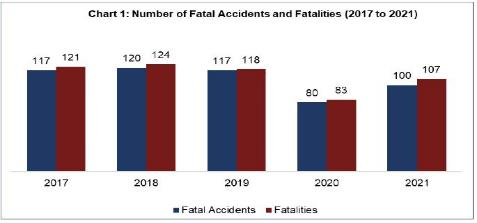 Chart 1: Number of Fatal Accidents and Fatalities (2017 to 2021)
117 121 120 124 117 118 80 83 100 107
2017 2018 2019 2020 2021
Fatal Accidents Fatalities